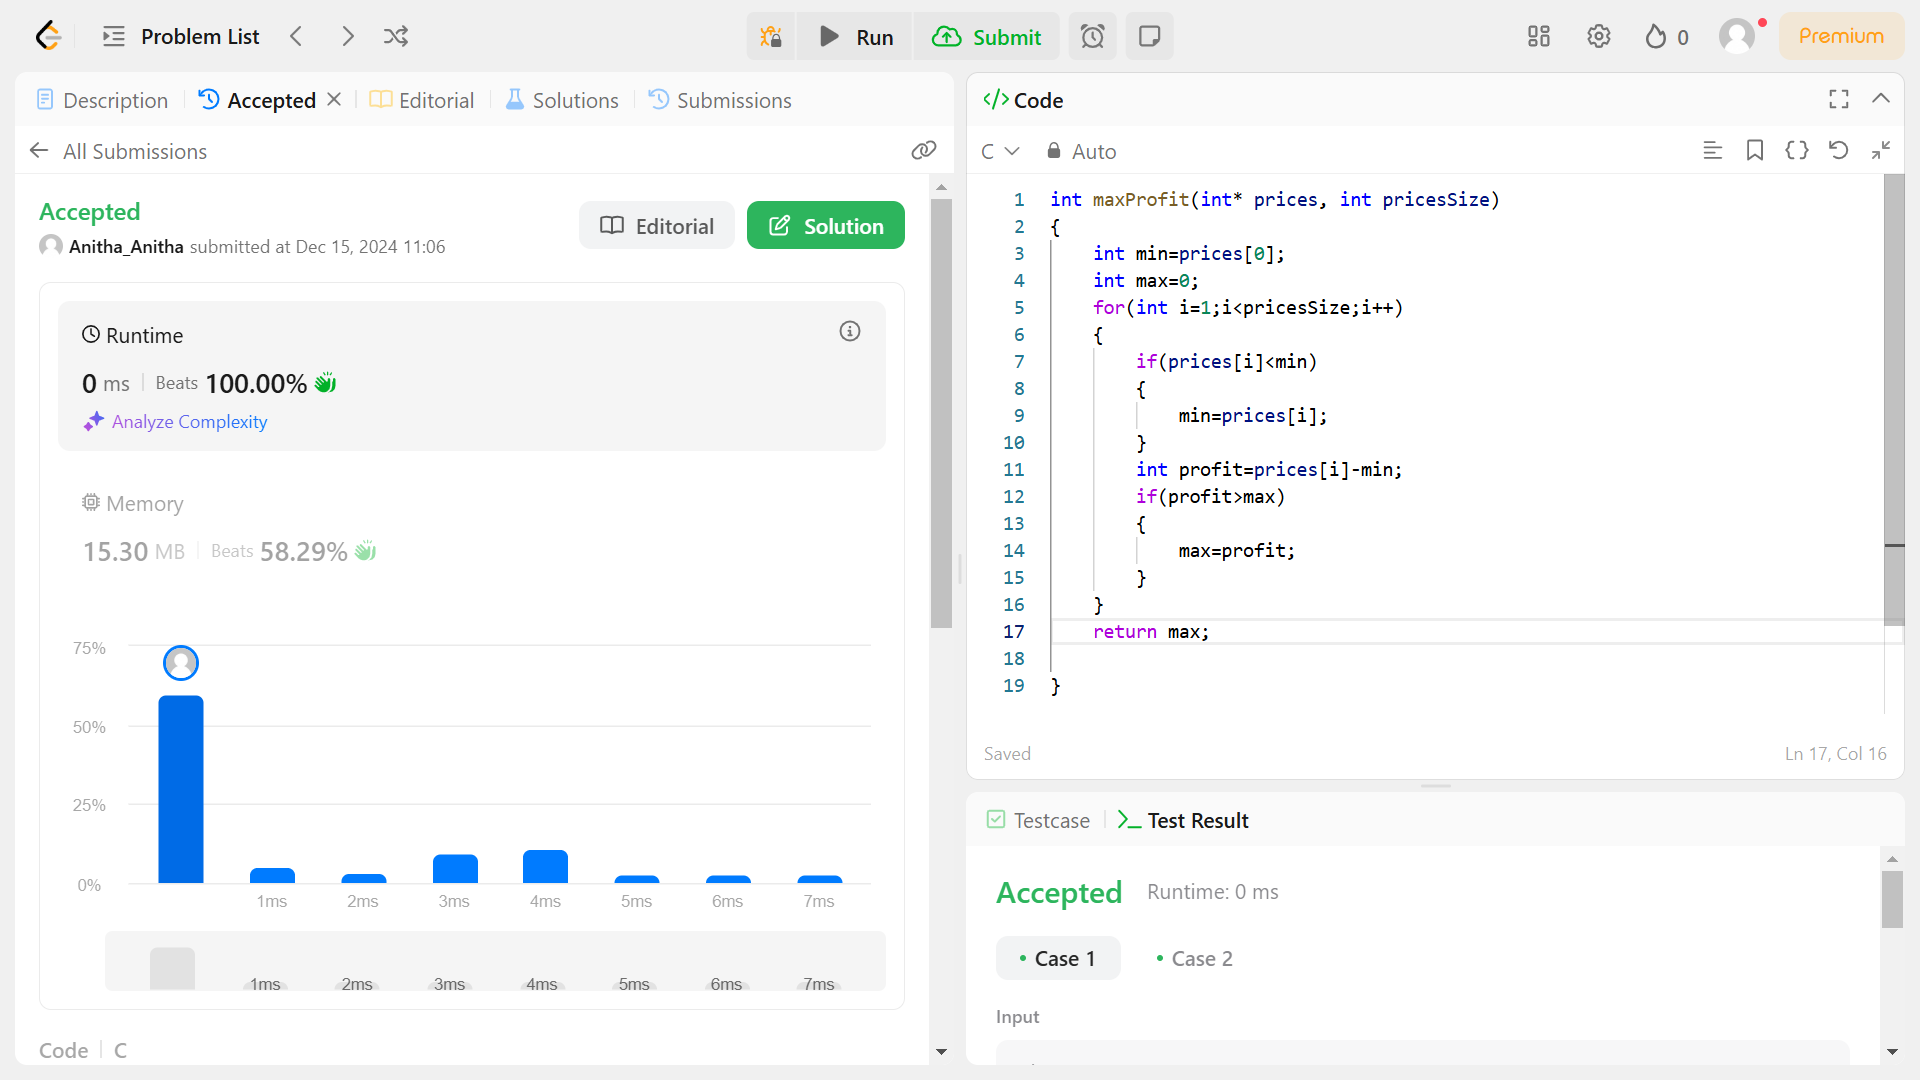 Problem List
Run
Submit
0
Premium
Description
Accepted
Editorial
Solutions
Submissions
All Submissions
Accepted
Anitha_Anitha submitted at Dec 15, 2024 11:06
Editorial
Solution
Runtime
0 ms
Beats 100.00%
Analyze Complexity
Memory
15.30 MB
Beats 58.29%
75%
50%
25%
0%
1ms 2ms 3ms 4ms 5ms 6ms 7ms
1ms 2ms 3ms 4ms 5ms 6ms 7ms
Code
C
</> Code
C
Auto
1 int maxProfit(int* prices, int pricesSize)
2 {
3     int min=prices[0];
4     int max=0;
5     for(int i=1;i<pricesSize;i++)
6     {
7         if(prices[i]<min)
8         {
9             min=prices[i];
10         }
11         int profit=prices[i]-min;
12         if(profit>max)
13         {
14             max=profit;
15         }
16     }
17     return max;
18
19 }
Saved
Ln 17, Col 16
Testcase
Test Result
Accepted
Runtime: 0 ms
Case 1
Case 2
Input